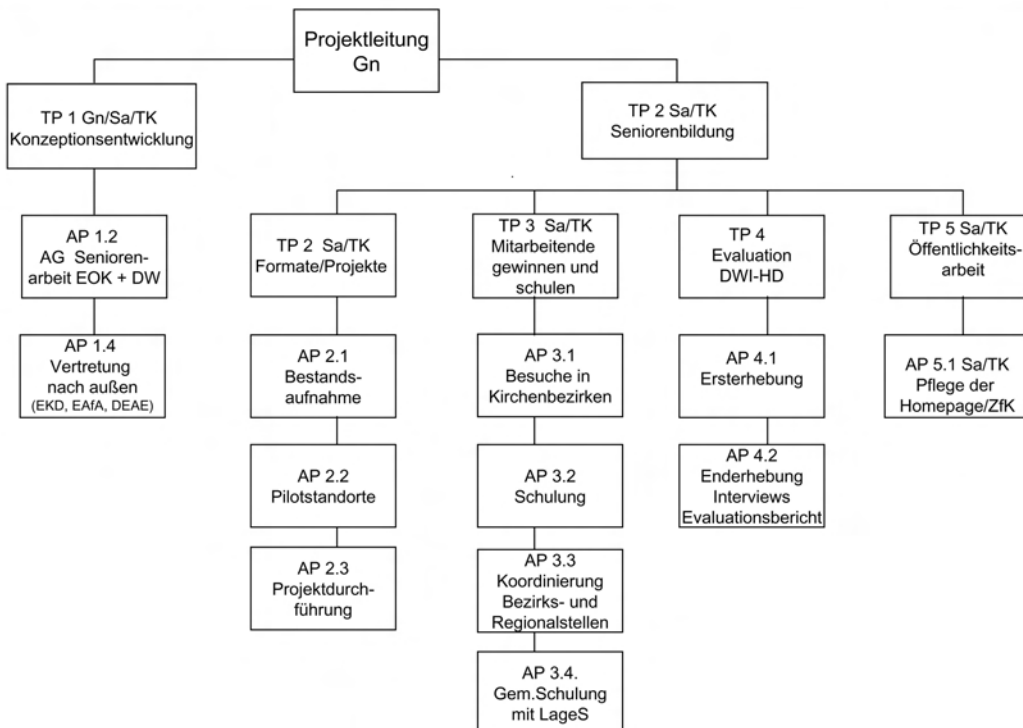 Projektleitung
Gn
TP 1 Gn/Sa/TK
Konzeptionsentwicklung
TP 2 Sa/TK
Seniorenbildung
AP 1.2
AG Senioren-
arbeit EOK + DW
TP 2 Sa/TK
Formate/Projekte
TP 3 Sa/TK
Mitarbeitende
gewinnen und
schulen
TP 4
Evaluation
DWI-HD
TP 5 Sa/TK
Öffentlichkeits-
arbeit
AP 1.4
Vertretung
nach außen
(EKD, EAfA, DEAE)
AP 2.1
Bestands-
aufnahme
AP 3.1
Besuche in
Kirchenbezirken
AP 4.1
Ersterhebung
AP 5.1 Sa/TK
Pflege der
Homepage/ZfK
AP 2.2
Pilotstandorte
AP 3.2
Schulung
AP 4.2
Enderhebung
Interviews
Evaluationsbericht
AP 2.3
Projektdurch-
führung
AP 3.3
Koordinierung
Bezirks- und
Regionalstellen
AP 3.4.
Gem.Schulung
mit LageS